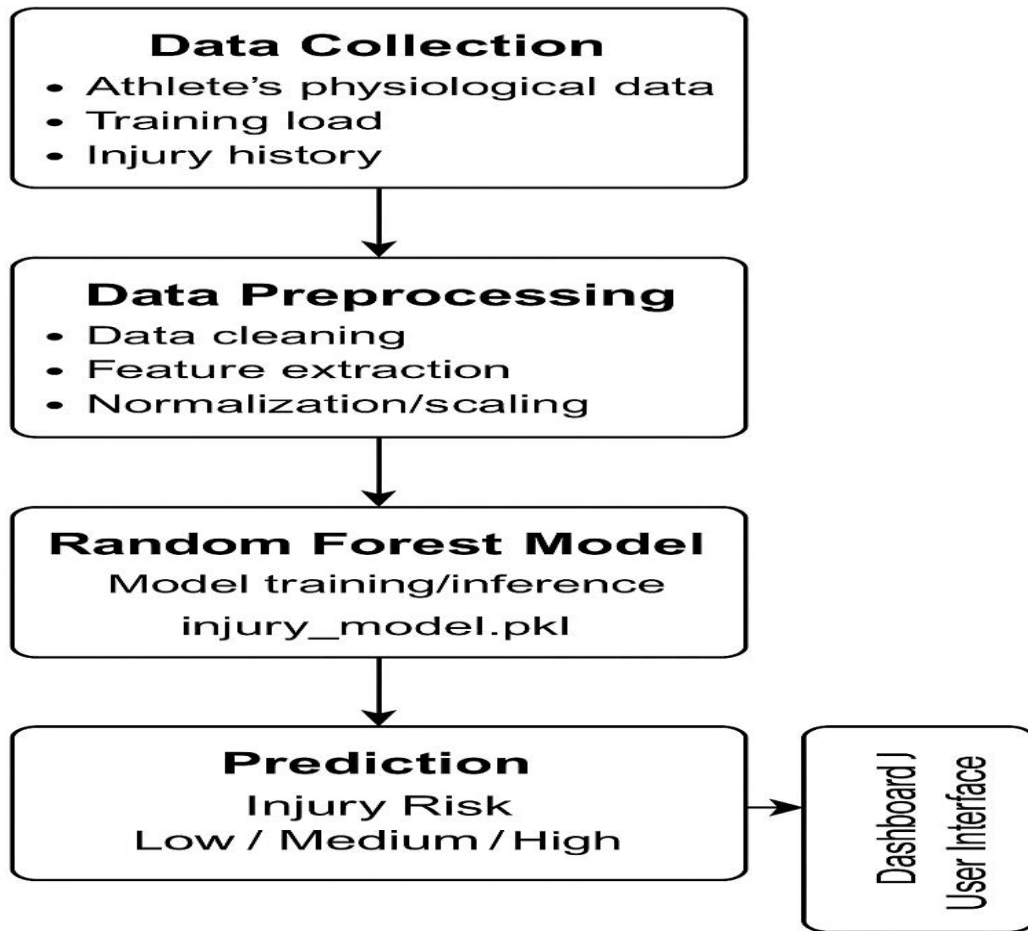 Data Collection
• Athlete's physiological data
• Training load
• Injury history
Data Preprocessing
• Data cleaning
• Feature extraction
• Normalization/scaling
Random Forest Model
Model training/inference
injury_model.pkl
Prediction
Injury Risk
Low / Medium / High
Dashboard J
User Interface